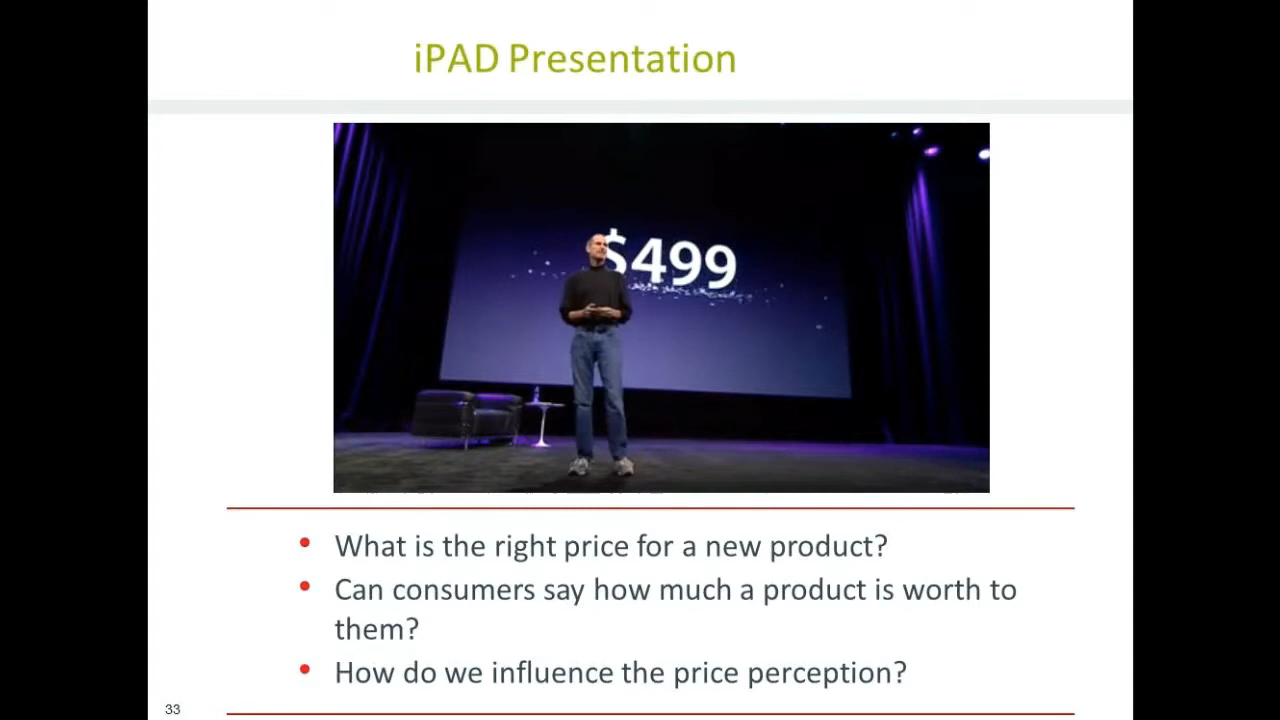 iPAD Presentation
$499
• What is the right price for a new product?
• Can consumers say how much a product is worth to
them?
• How do we influence the price perception?
33